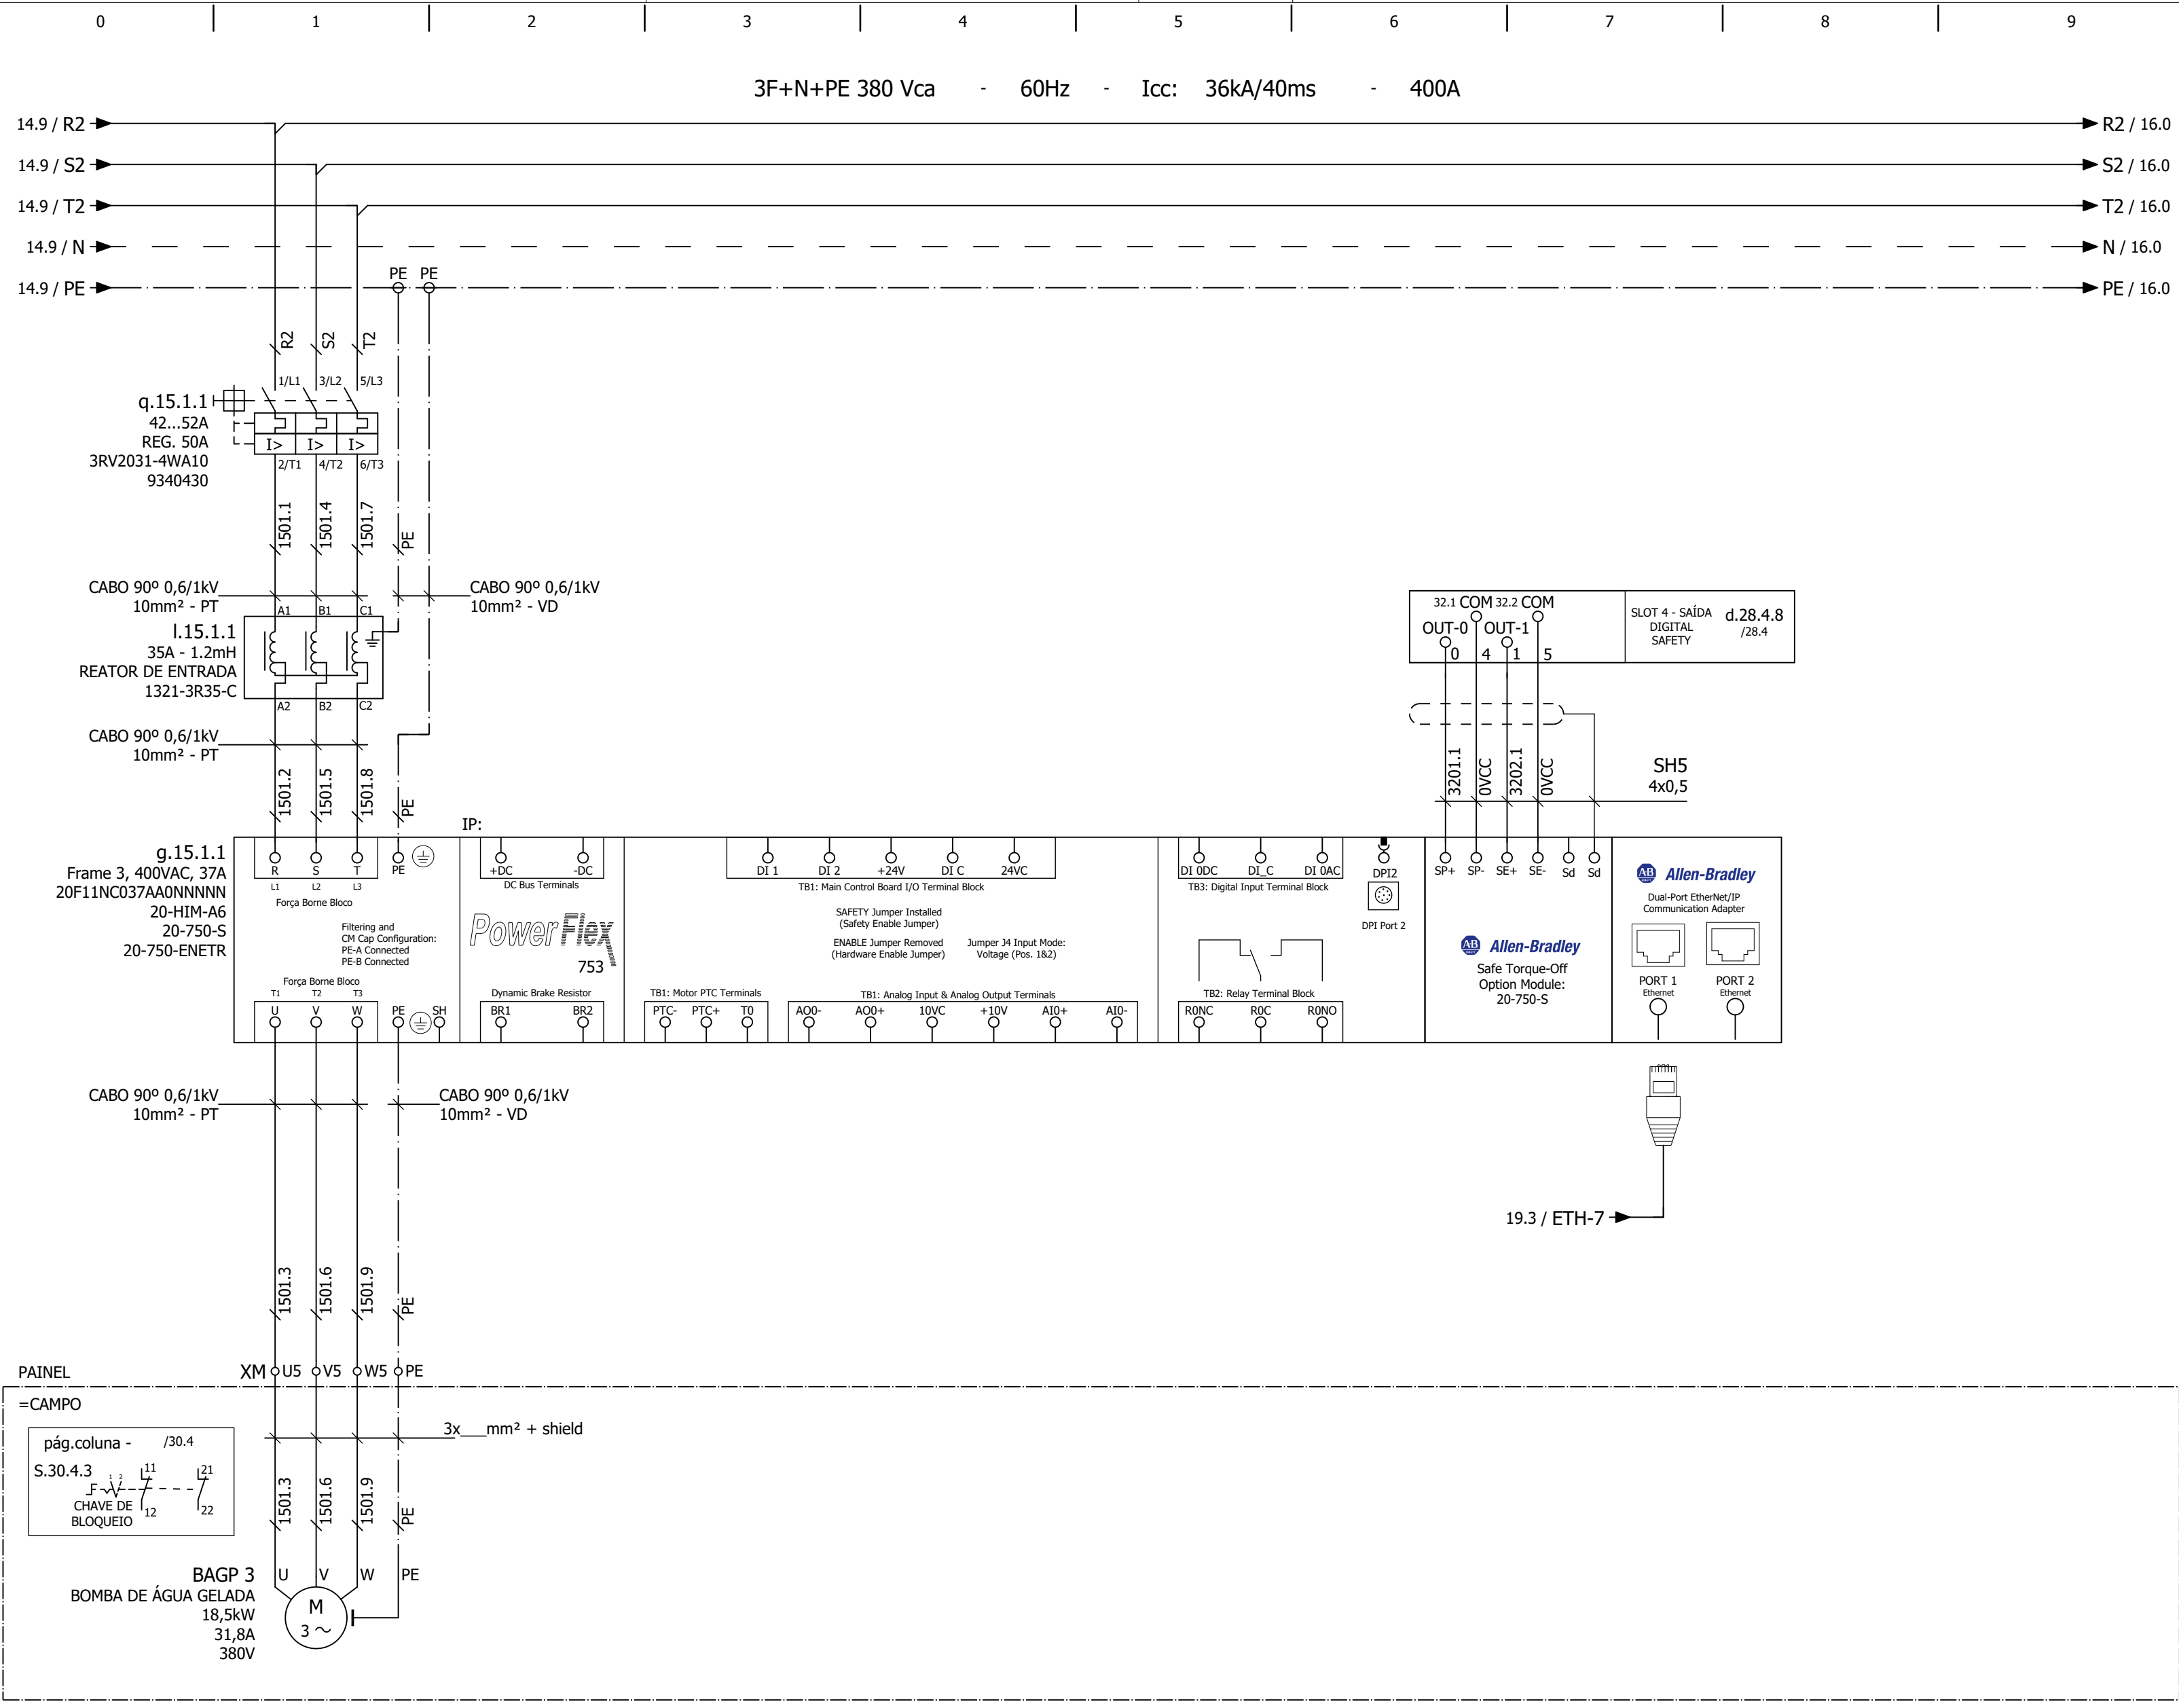 0 1 2 3 4 5 6 7 8 9
3F+N+PE 380 Vca - 60Hz - Icc: 36kA/40ms - 400A
14.9 / R2 R2 / 16.0
14.9 / S2 S2 / 16.0
14.9 / T2 T2 / 16.0
14.9 / N N / 16.0
PE PE
14.9 / PE PE / 16.0
R2 S2 T2
1/L1 3/L2 5/L3
q.15.1.1
42...52A
REG. 50A
3RV2031-4WA10
9340430
I> I> I>
2/T1 4/T2 6/T3
1501.1 1501.4 1501.7 PE
CABO 90º 0,6/1kV
10mm² - PT
CABO 90º 0,6/1kV
10mm² - VD
A1 B1 C1
l.15.1.1
35A - 1.2mH
REATOR DE ENTRADA
1321-3R35-C
A2 B2 C2
CABO 90º 0,6/1kV
10mm² - PT
1501.2 1501.5 1501.8 PE
32.1 COM 32.2 COM
OUT-0 OUT-1
0 4 1 5
SLOT 4 - SAÍDA
DIGITAL
SAFETY
d.28.4.8
/28.4
3201.1 0VCC 3202.1 0VCC
SH5
4x0,5
IP:
g.15.1.1
Frame 3, 400VAC, 37A
20F11NC037AA0NNNNN
20-HIM-A6
20-750-S
20-750-ENETR
R S T PE
L1 L2 L3
Força Borne Bloco
Filtering and
CM Cap Configuration:
PE-A Connected
PE-B Connected
Força Borne Bloco
T1 T2 T3
U V W PE SH
+DC -DC
DC Bus Terminals
PowerFlex
753
Dynamic Brake Resistor
BR1 BR2
DI 1 DI 2 +24V DI C 24VC
TB1: Main Control Board I/O Terminal Block
SAFETY Jumper Installed
(Safety Enable Jumper)
ENABLE Jumper Removed
(Hardware Enable Jumper)
Jumper J4 Input Mode:
Voltage (Pos. 1&2)
TB1: Motor PTC Terminals
PTC- PTC+ T0
TB1: Analog Input & Analog Output Terminals
AO0- AO0+ 10VC +10V AI0+ AI0-
DI 0DC DI_C DI 0AC
TB3: Digital Input Terminal Block
TB2: Relay Terminal Block
R0NC R0C R0NO
DPI2
DPI Port 2
SP+ SP- SE+ SE- Sd Sd
AB Allen-Bradley
Safe Torque-Off
Option Module:
20-750-S
AB Allen-Bradley
Dual-Port EtherNet/IP
Communication Adapter
PORT 1 PORT 2
Ethernet Ethernet
CABO 90º 0,6/1kV
10mm² - PT
CABO 90º 0,6/1kV
10mm² - VD
19.3 / ETH-7
1501.3 1501.6 1501.9 PE
PAINEL
XM U5 V5 W5 PE
=CAMPO
3x___mm² + shield
pág.coluna - /30.4
S.30.4.3
1 2 11 21
12 22
CHAVE DE
BLOQUEIO
1501.3 1501.6 1501.9 PE
U V W PE
BAGP 3
BOMBA DE ÁGUA GELADA
18,5kW
31,8A
380V
M
3 ~